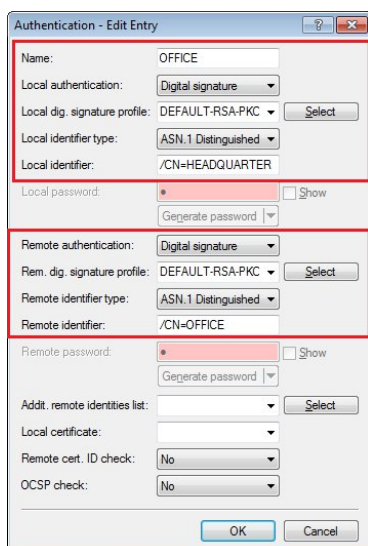 Authentication - Edit Entry
Name: OFFICE
Local authentication: Digital signature
Local dig. signature profile: DEFAULT-RSA-PKC Select
Local identifier type: ASN.1 Distinguished
Local identifier: /CN=HEADQUARTER
Local password: Show
Generate password
Remote authentication: Digital signature
Rem. dig. signature profile: DEFAULT-RSA-PKC Select
Remote identifier type: ASN.1 Distinguished
Remote identifier: /CN=OFFICE
Remote password: Show
Generate password
Addit. remote identities list: Select
Local certificate:
Remote cert. ID check: No
OCSP check: No
OK Cancel